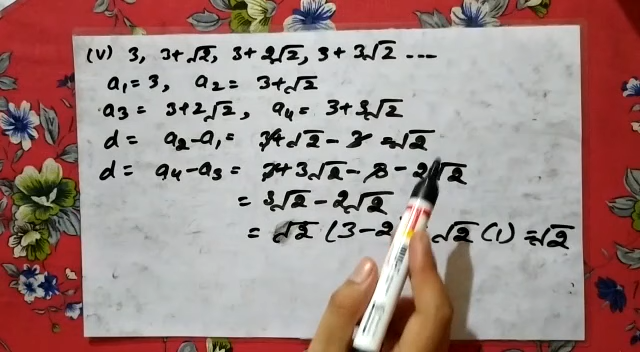 (v) 3, 3+√2, 3+2√2, 3+3√2 ----
a₁=3, a₂= 3+√2
a₃= 3+2√2, a₄= 3+3√2
d= a₂-a₁= 3+√2-3 =√2
d= a₄-a₃= 3+3√2-3-2√2
= 3√2-2√2
= √2 (3-2 √2 (1) =√2